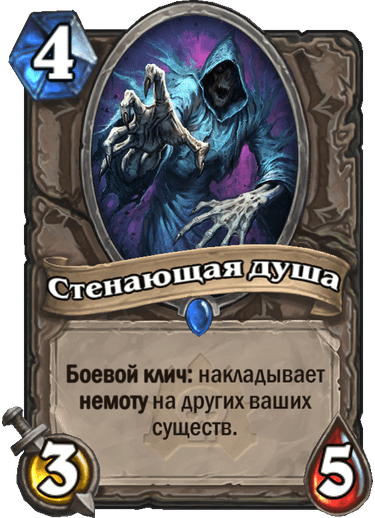 4
Стенающая душа
Боевой клич: накладывает
немоту на других ваших
существ.
3
5